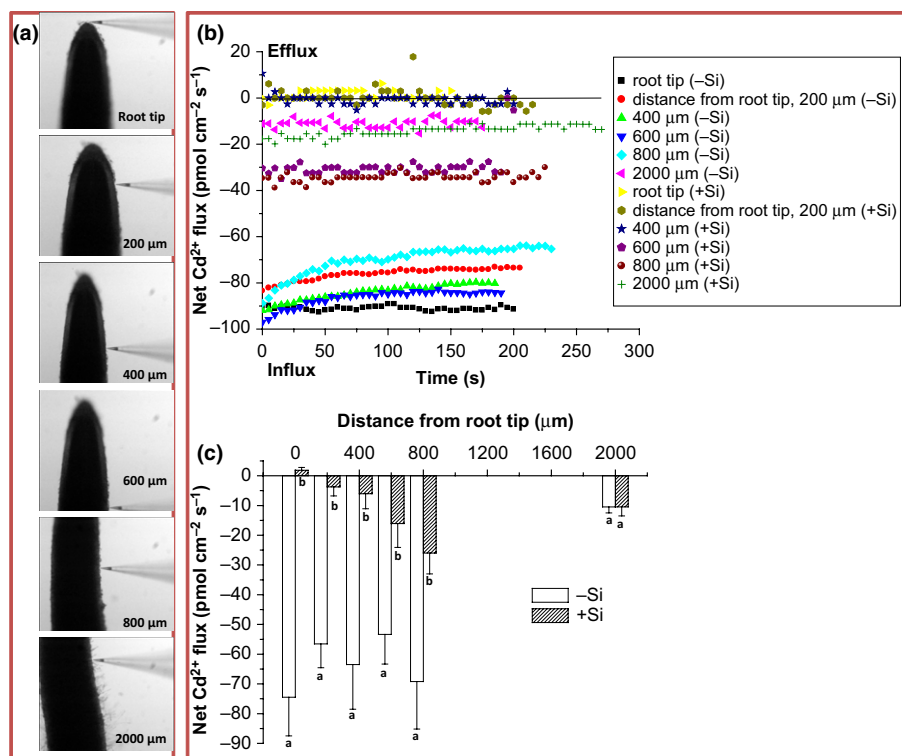 (a)
Root tip
200 µm
400 µm
600 µm
800 µm
2000 µm
(b)
Efflux
Net Cd²⁺ flux (pmol cm⁻² s⁻¹)
20
0
−20
−40
−60
−80
−100
Influx
0 50 100 150 200 250 300
Time (s)
root tip (–Si)
distance from root tip, 200 µm (–Si)
400 µm (–Si)
600 µm (–Si)
800 µm (–Si)
2000 µm (–Si)
root tip (+Si)
distance from root tip, 200 µm (+Si)
400 µm (+Si)
600 µm (+Si)
800 µm (+Si)
2000 µm (+Si)
(c)
Distance from root tip (µm)
0 400 800 1200 1600 2000
Net Cd²⁺ flux (pmol cm⁻² s⁻¹)
0
−10
−20
−30
−40
−50
−60
−70
−80
−90
b
b
b
b
b
a
a
a
a
a
a
a
–Si
+Si